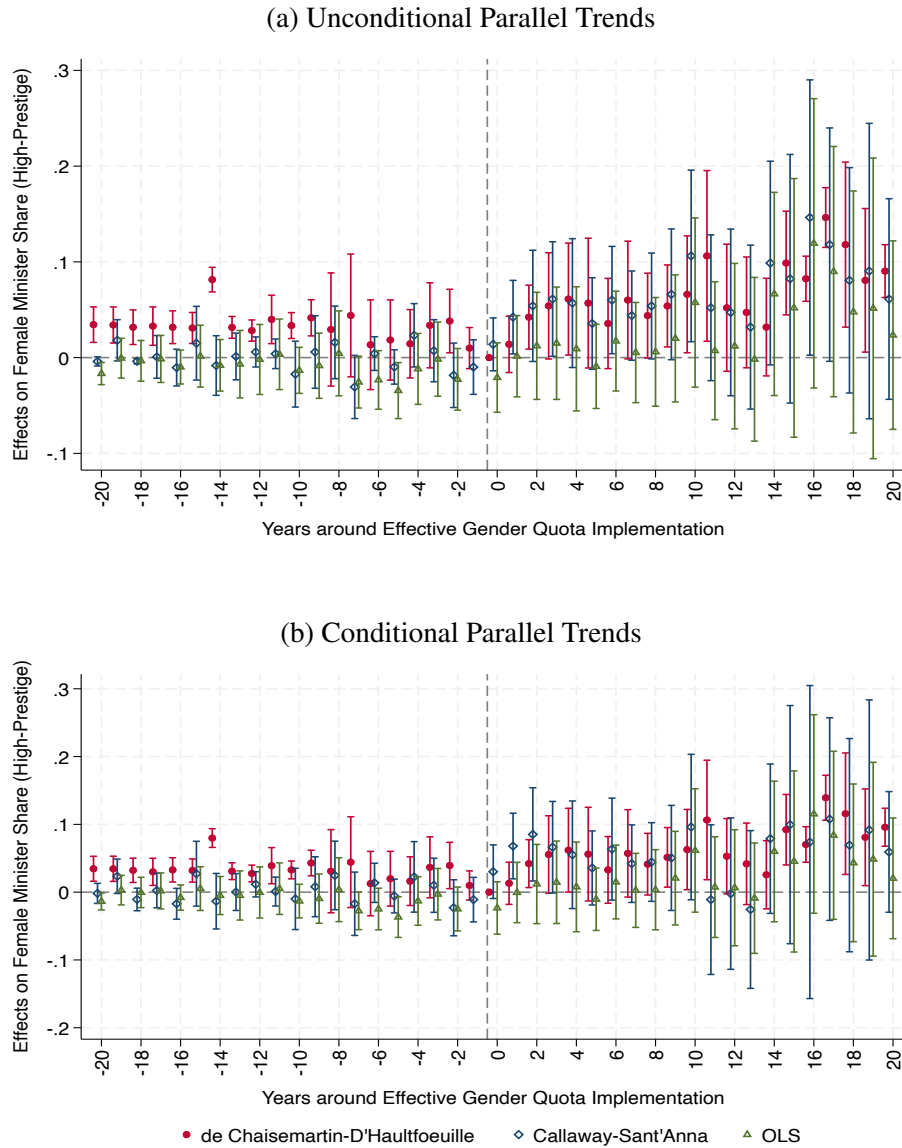 (a) Unconditional Parallel Trends
Effects on Female Minister Share (High-Prestige)
.3
.2
.1
0
-.1
-20 -18 -16 -14 -12 -10 -8 -6 -4 -2 0 2 4 6 8 10 12 14 16 18 20
Years around Effective Gender Quota Implementation
(b) Conditional Parallel Trends
Effects on Female Minister Share (High-Prestige)
.3
.2
.1
0
-.1
-.2
-20 -18 -16 -14 -12 -10 -8 -6 -4 -2 0 2 4 6 8 10 12 14 16 18 20
Years around Effective Gender Quota Implementation
de Chaisemartin-D'Haultfoeuille Callaway-Sant'Anna OLS